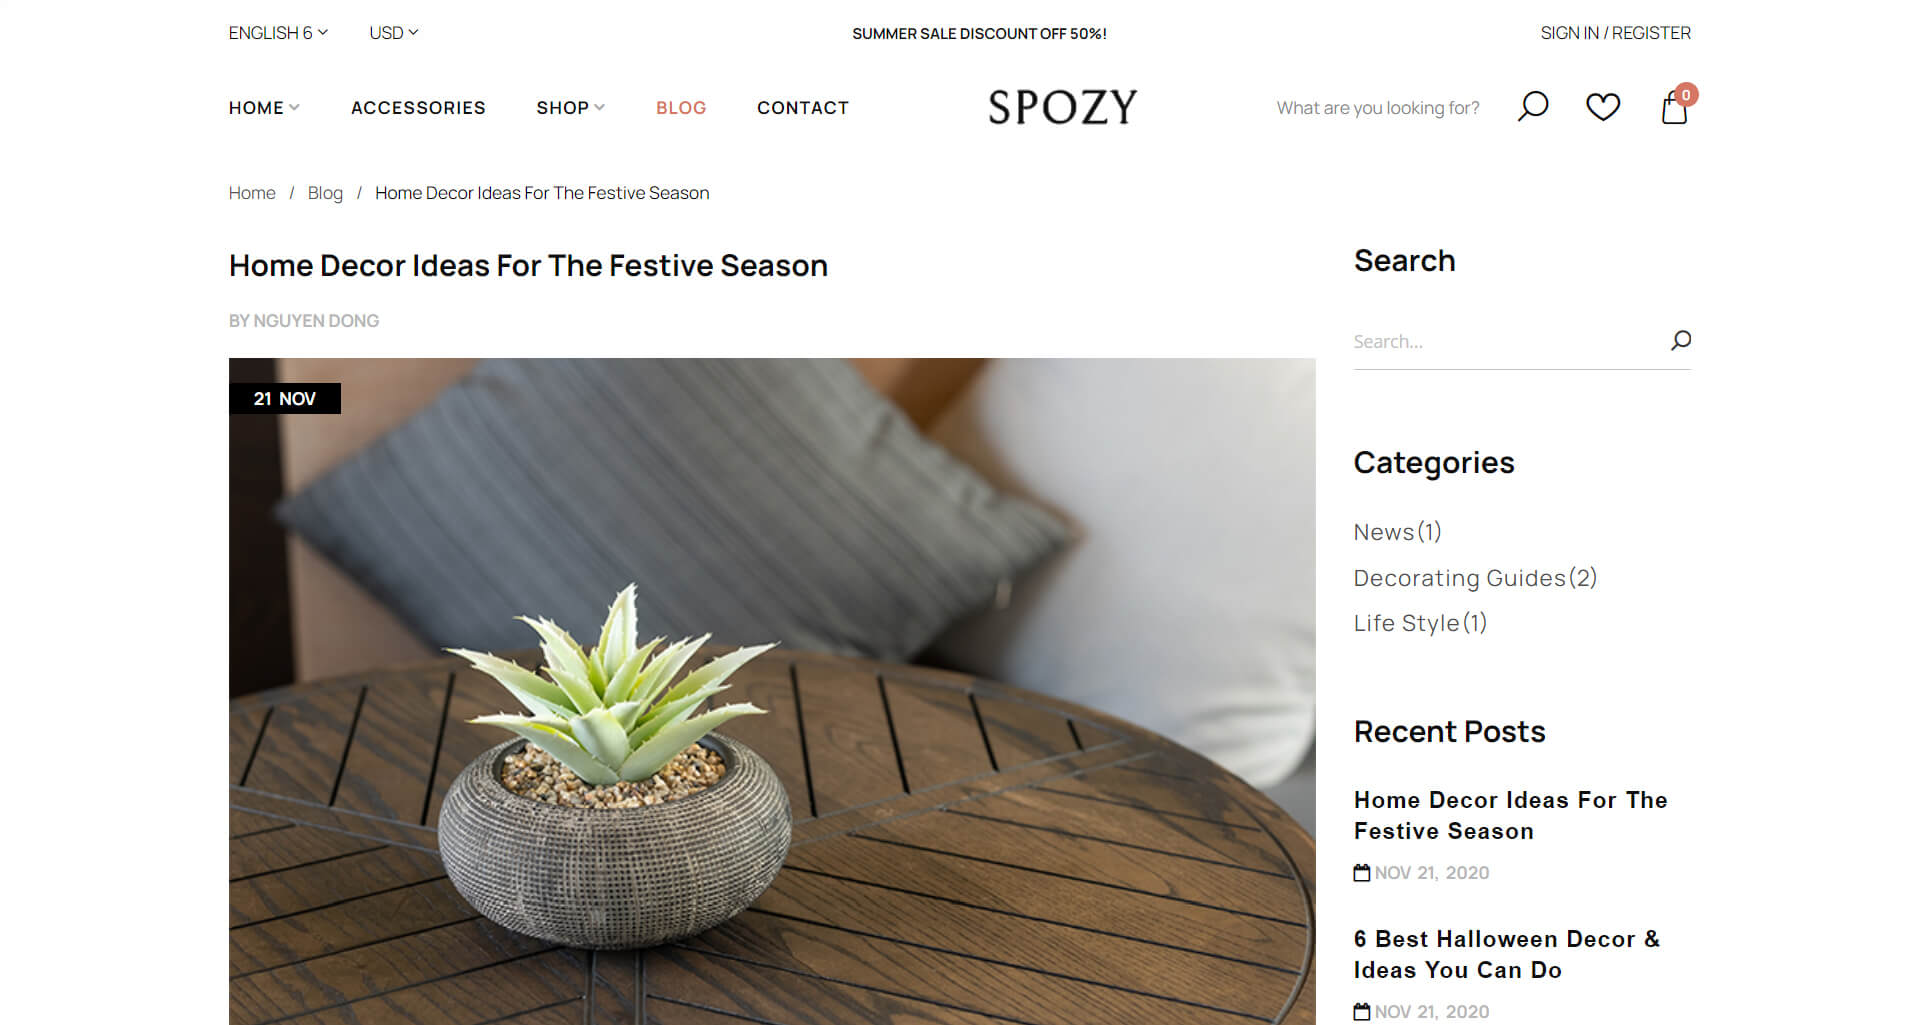 ENGLISH 6
USD
SUMMER SALE DISCOUNT OFF 50%!
SIGN IN / REGISTER
HOME
ACCESSORIES
SHOP
BLOG
CONTACT
SPOZY
What are you looking for?
0
Home / Blog / Home Decor Ideas For The Festive Season
Home Decor Ideas For The Festive Season
BY NGUYEN DONG
21 NOV
Search
Search...
Categories
News(1)
Decorating Guides(2)
Life Style(1)
Recent Posts
Home Decor Ideas For The
Festive Season
NOV 21, 2020
6 Best Halloween Decor &
Ideas You Can Do
NOV 21, 2020